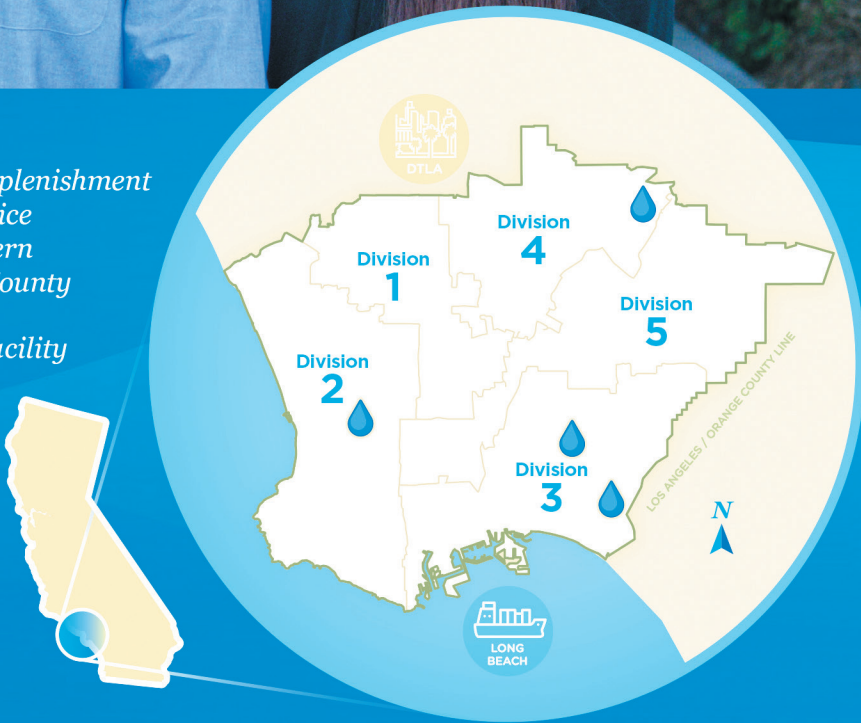 plenishment
ice
ern
ounty
acility
DTLA
Division
4
Division
1
Division
5
Division
2
Division
3
LOS ANGELES / ORANGE COUNTY LINE
N
LONG
BEACH